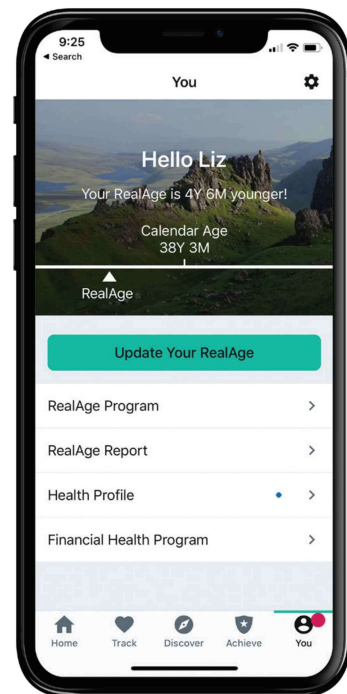 9:25
◄ Search
You
Hello Liz
Your RealAge is 4Y 6M younger!
Calendar Age
38Y 3M
RealAge
Update Your RealAge
RealAge Program
RealAge Report
Health Profile
Financial Health Program
Home Track Discover Achieve You